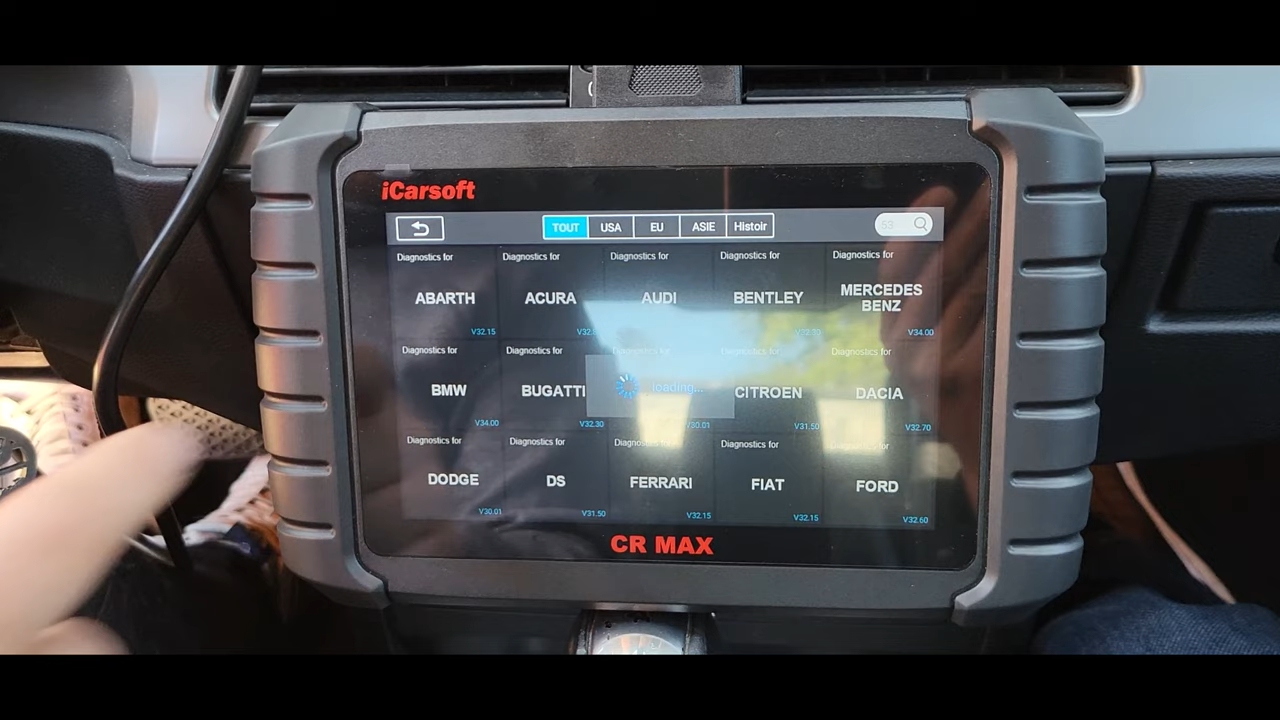 iCarsoft
TOUT USA EU ASIE Histoir 53
Diagnostics for Diagnostics for Diagnostics for Diagnostics for Diagnostics for
ABARTH ACURA AUDI BENTLEY MERCEDES
BENZ
V32.15 V32.30 V34.00
Diagnostics for Diagnostics for Diagnostics for Diagnostics for Diagnostics for
BMW BUGATTI loading... CITROEN DACIA
V34.00 V32.30 V30.01 V31.50 V32.70
Diagnostics for Diagnostics for Diagnostics for Diagnostics for Diagnostics for
DODGE DS FERRARI FIAT FORD
V30.01 V31.50 V32.15 V32.15 V32.60
CR MAX